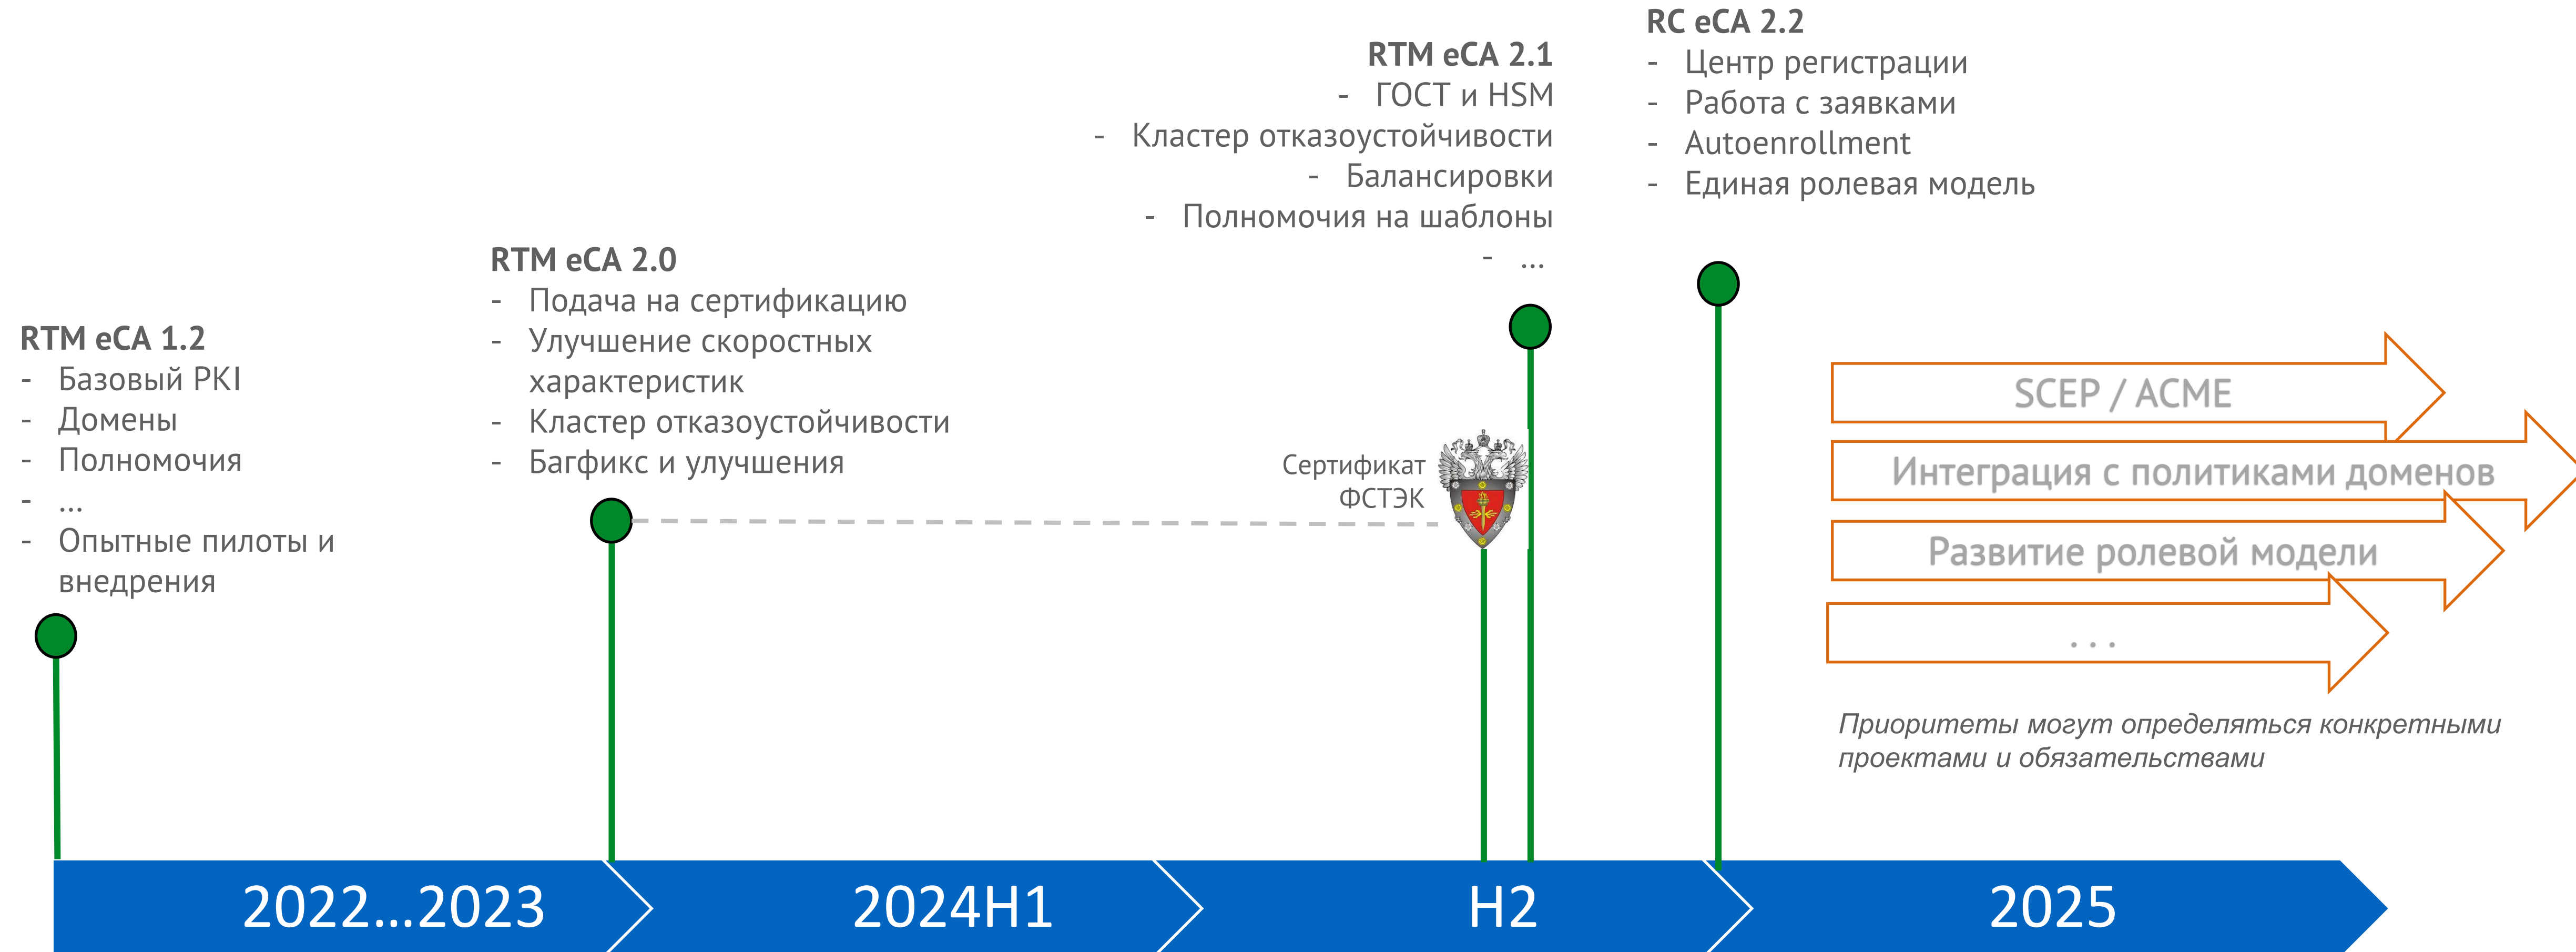 RTM eCA 1.2
- Базовый PKI
- Домены
- Полномочия
- ...
- Опытные пилоты и
внедрения
RTM eCA 2.0
- Подача на сертификацию
- Улучшение скоростных
характеристик
- Кластер отказоустойчивости
- Багфикс и улучшения
RTM eCA 2.1
- ГОСТ и HSM
- Кластер отказоустойчивости
- Балансировки
- Полномочия на шаблоны
- ...
Сертификат
ФСТЭК
RC eCA 2.2
- Центр регистрации
- Работа с заявками
- Autoenrollment
- Единая ролевая модель
SCEP / ACME
Интеграция с политиками доменов
Развитие ролевой модели
...
Приоритеты могут определяться конкретными
проектами и обязательствами
2022...2023
2024H1
H2
2025